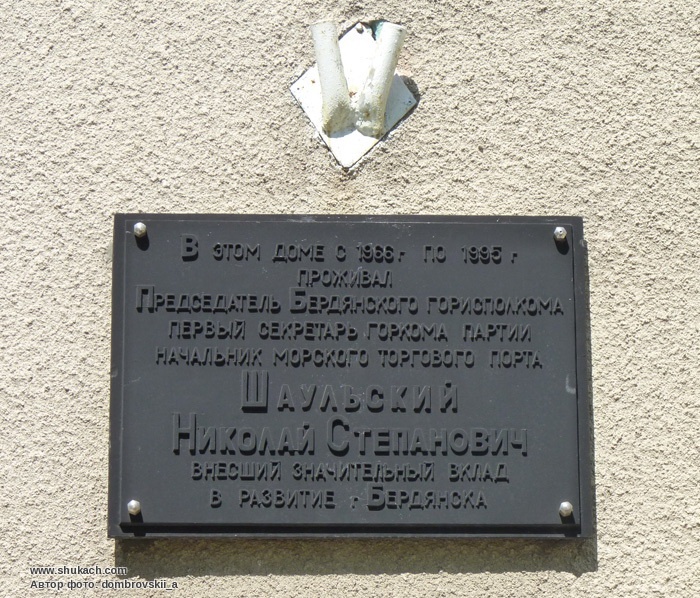 В ЭТОМ ДОМЕ С 1966 г. ПО 1995 г.
ПРОЖИВАЛ
ПРЕДСЕДАТЕЛЬ БЕРДЯНСКОГО ГОРИСПОЛКОМА
ПЕРВЫЙ СЕКРЕТАРЬ ГОРКОМА ПАРТИИ
НАЧАЛЬНИК МОРСКОГО ТОРГОВОГО ПОРТА
ШАУЛЬСКИЙ
НИКОЛАЙ СТЕПАНОВИЧ
ВНЕСШИЙ ЗНАЧИТЕЛЬНЫЙ ВКЛАД
В РАЗВИТИЕ г. БЕРДЯНСКА
www.shukach.com
Автор фото: dombrovskii_a